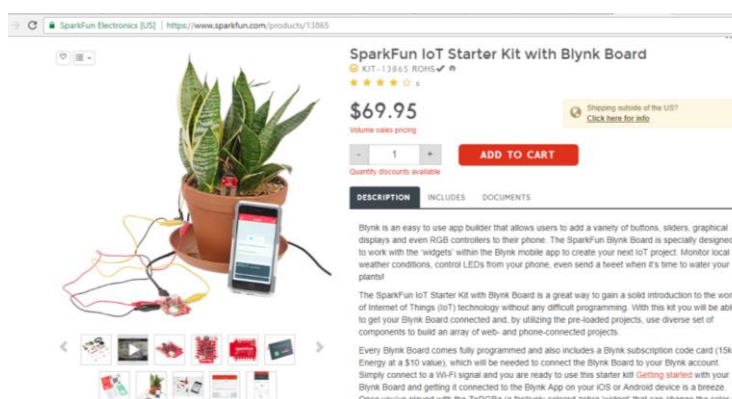 SparkFun Electronics [US] | https://www.sparkfun.com/products/13865
SparkFun IoT Starter Kit with Blynk Board
KIT-13865 ROHS✓
6
$69.95
Volume sales pricing
Shipping outside of the US?
Click here for info
- 1 +
ADD TO CART
Quantity discounts available
DESCRIPTION INCLUDES DOCUMENTS
Blynk is an easy to use app builder that allows users to add a variety of buttons, sliders, graphical
displays and even RGB controllers to their phone. The SparkFun Blynk Board is specially designed
to work with the 'widgets' within the Blynk mobile app to create your next IoT project. Monitor local
weather conditions, control LEDs from your phone, even send a tweet when it's time to water your
plants!
The SparkFun IoT Starter Kit with Blynk Board is a great way to gain a solid introduction to the
of Internet of Things (IoT) technology without any difficult programming. With this kit you will be
to get your Blynk Board connected and, by utilizing the pre-loaded projects, use diverse set of
components to build an array of web- and phone-connected projects.
Every Blynk Board comes fully programmed and also includes a Blynk subscription code card (15k
Energy at a $10 value), which will be needed to connect the Blynk Board to your Blynk account.
Simply connect to a Wi-Fi signal and you are ready to use this starter kit! Getting started with your
Blynk Board and getting it connected to the Blynk App on your iOS or Android device is a breeze.